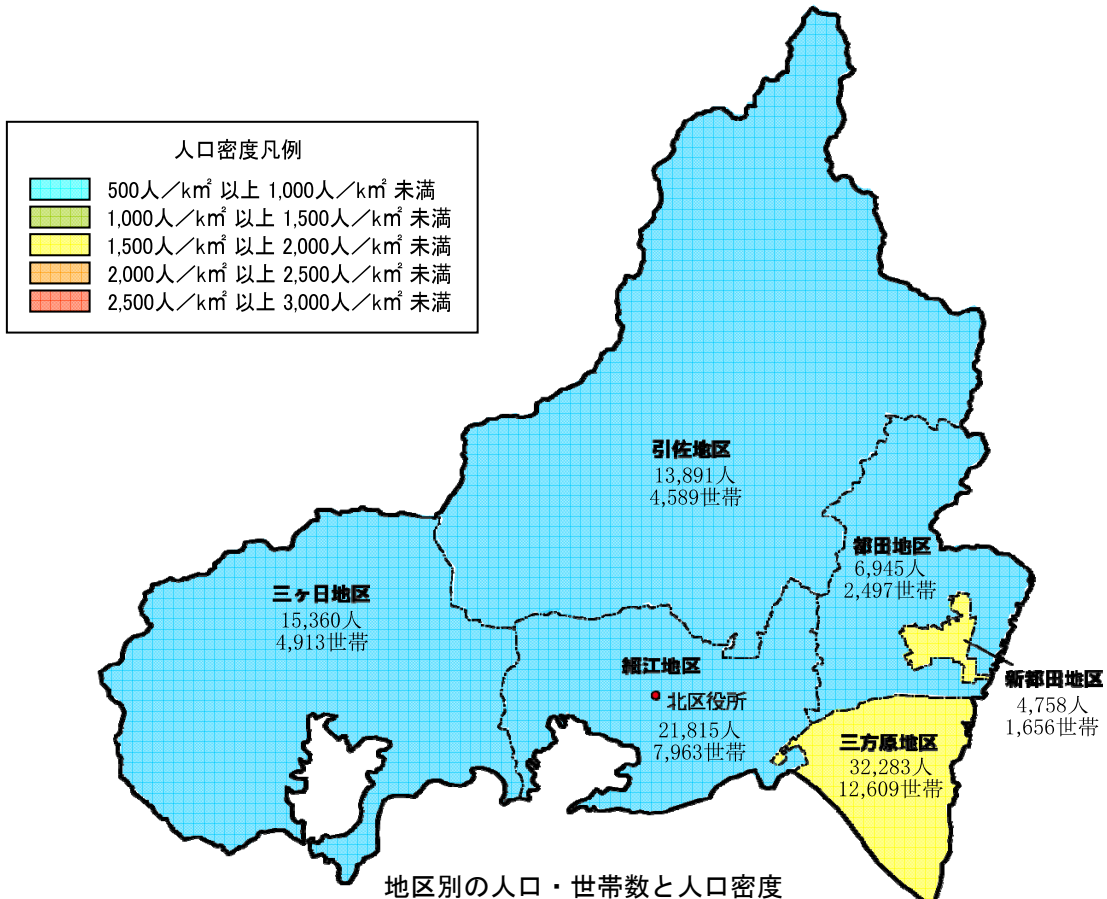 人口密度凡例
500人／k㎡ 以上 1,000人／k㎡ 未満
1,000人／k㎡ 以上 1,500人／k㎡ 未満
1,500人／k㎡ 以上 2,000人／k㎡ 未満
2,000人／k㎡ 以上 2,500人／k㎡ 未満
2,500人／k㎡ 以上 3,000人／k㎡ 未満
引佐地区
13,891人
4,589世帯
都田地区
6,945人
2,497世帯
三ヶ日地区
15,360人
4,913世帯
細江地区
北区役所
21,815人
7,963世帯
新都田地区
4,758人
1,656世帯
三方原地区
32,283人
12,609世帯
地区別の人口・世帯数と人口密度